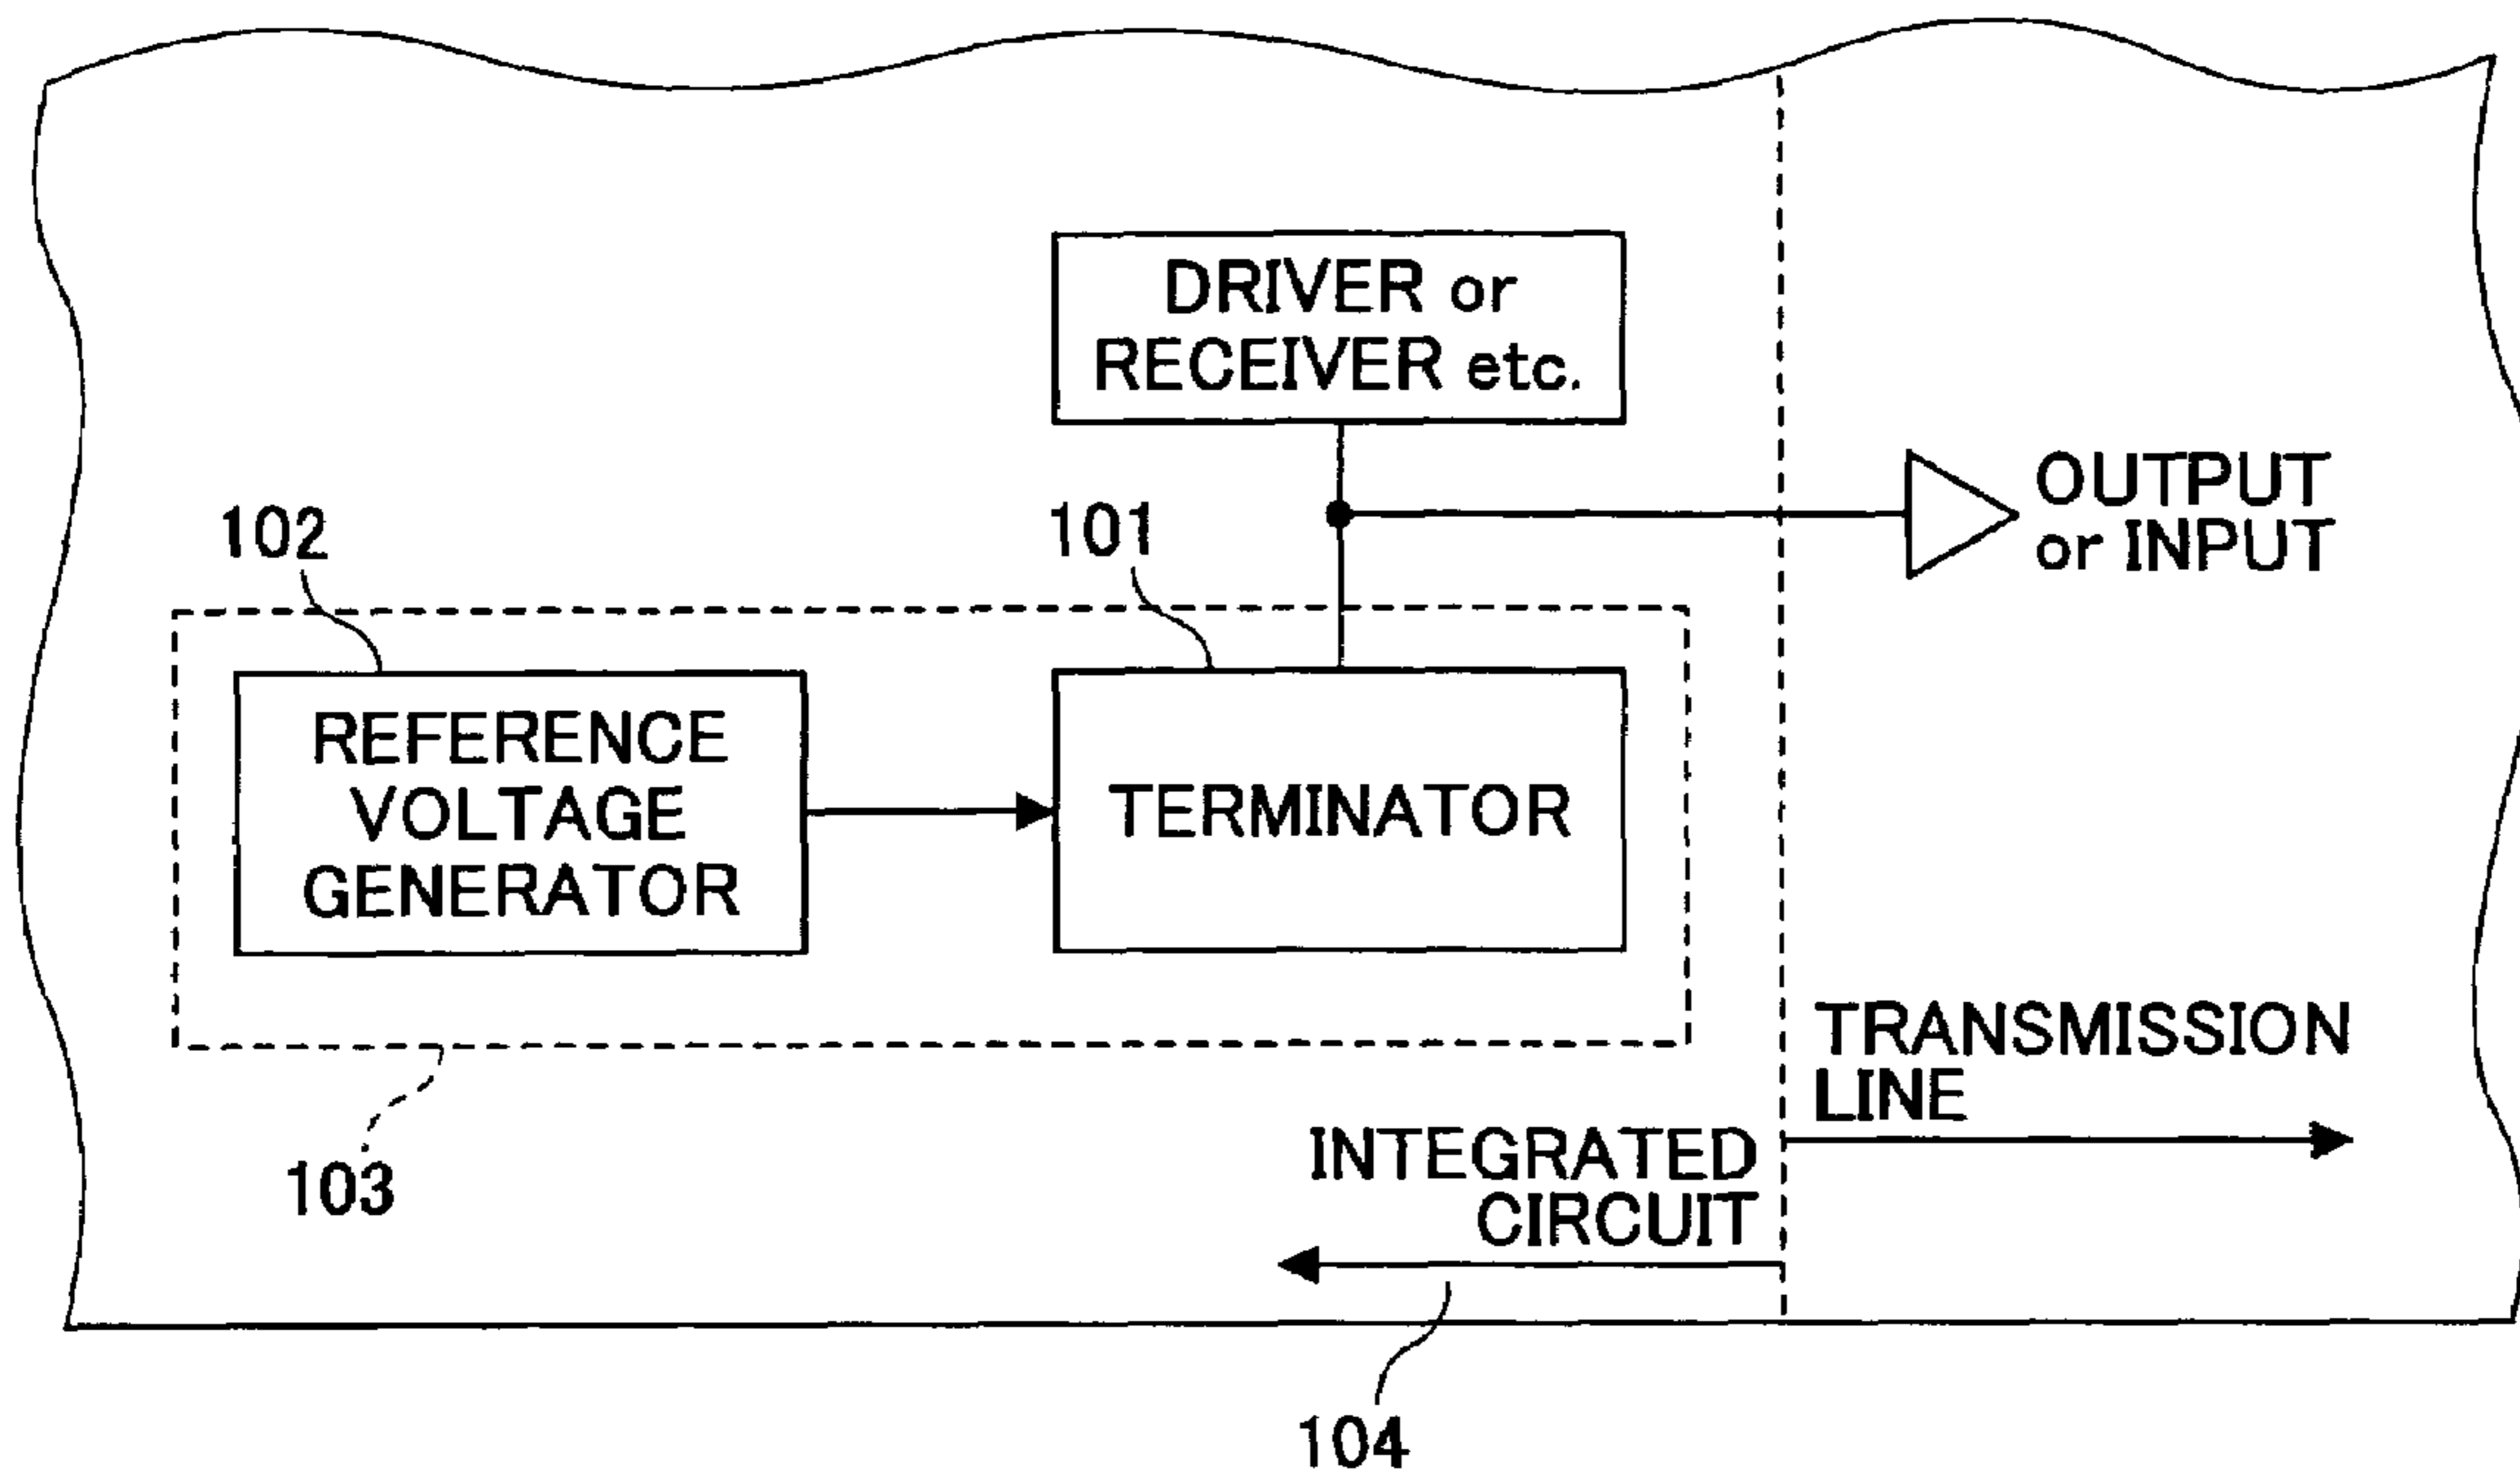 DRIVER or
RECEIVER etc.
OUTPUT
or INPUT
102
101
REFERENCE
VOLTAGE
GENERATOR
TERMINATOR
TRANSMISSION
LINE
INTEGRATED
CIRCUIT
103
104